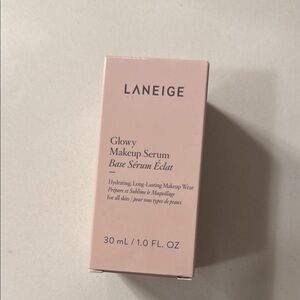 LANEIGE
Glowy
Makeup Serum
Base Sérum Éclat
Hydrating, Long-Lasting Makeup Wear
Prépare et Sublime le Maquillage
For all skin / pour tous types de peaux
30 mL / 1.0 FL. OZ